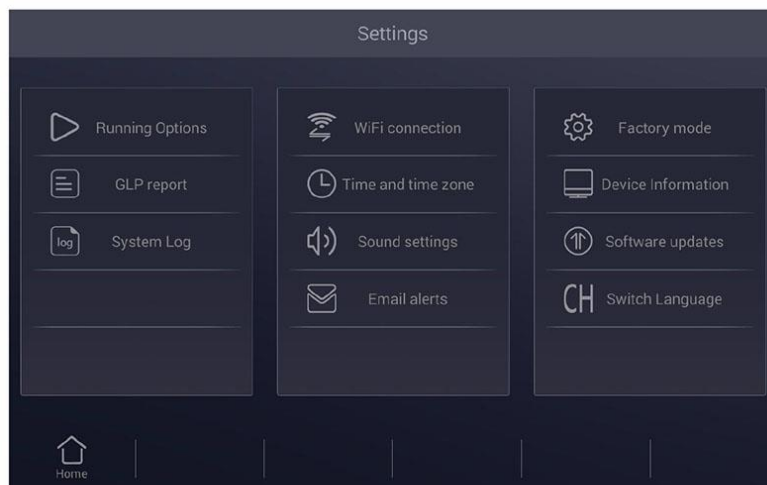 Settings
Running Options
GLP report
log
System Log
WiFi connection
Time and time zone
Sound settings
Email alerts
Factory mode
Device Information
Software updates
CH
Switch Language
Home